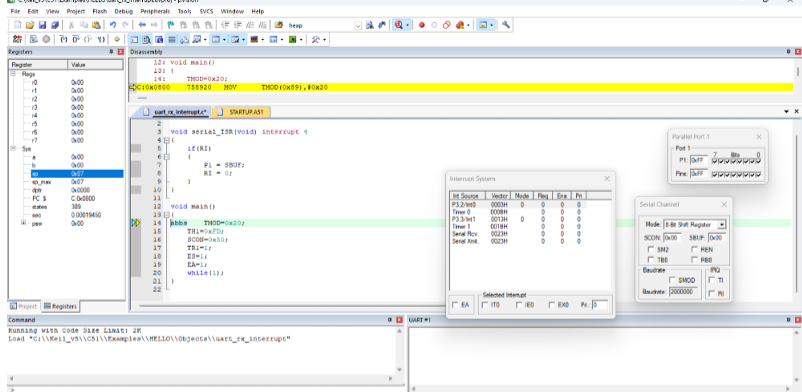 File Edit View Project Flash Debug Peripherals Tools SVCS Window Help
heap
Registers
Disassembly
Register Value
Regs
r0 0x00
r1 0x00
r2 0x00
r3 0x00
r4 0x00
r5 0x00
r6 0x00
r7 0x00
Sys
a 0x00
b 0x00
sp 0x07
sp_max 0x07
dptr 0x0000
PC $ C:0x0800
states 389
sec 0.00019450
psw 0x00
Project Registers
12: void main()
13: {
14: TMOD=0x20;
C:0x0800 758920 MOV TMOD(0x89),#0x20
uart_rx_interrupt.c* STARTUP.A51
2
3 void serial_ISR(void) interrupt 4
4 {
5 if(RI)
6 {
7 P1 = SBUF;
8 RI = 0;
9 }
10 }
11
12 void main()
13 {
14 bbbs TMOD=0x20;
15 TH1=0xFD;
16 SCON=0x50;
17 TR1=1;
18 ES=1;
19 EA=1;
20 while(1);
21 }
22
Interrupt System
Int Source Vector Mode Req Ena Pri
P3.2/Int0 0003H 0 0 0 0
Timer 0 000BH 0 0 0
P3.3/Int1 0013H 0 0 0 0
Timer 1 001BH 0 0 0
Serial Rcv. 0023H 0 0 0
Serial Xmit. 0023H 0 0 0
Selected Interrupt
EA IT0 IE0 EX0 Pri.: 0
Parallel Port 1
Port 1
P1: 0xFF 7 Bits 0
Pins: 0xFF
Serial Channel
Mode: 8-Bit Shift Register
SCON: 0x00 SBUF: 0x00
SM2 REN
TB8 RB8
Baudrate IRQ
SMOD TI
Baudrate: 2000000 RI
Command
Running with Code Size Limit: 2K
Load "C:\\Keil_v5\\C51\\Examples\\HELLO\\Objects\\uart_rx_interrupt"
>
UART #1